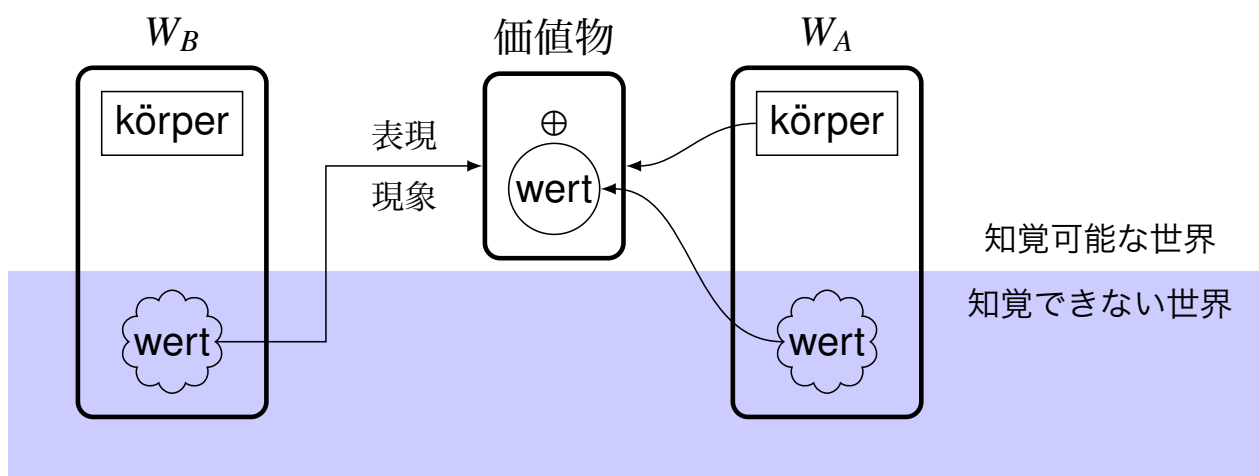 W_B
価値物
W_A
körper
körper
⊕
表現
wert
現象
知覚可能な世界
知覚できない世界
wert
wert